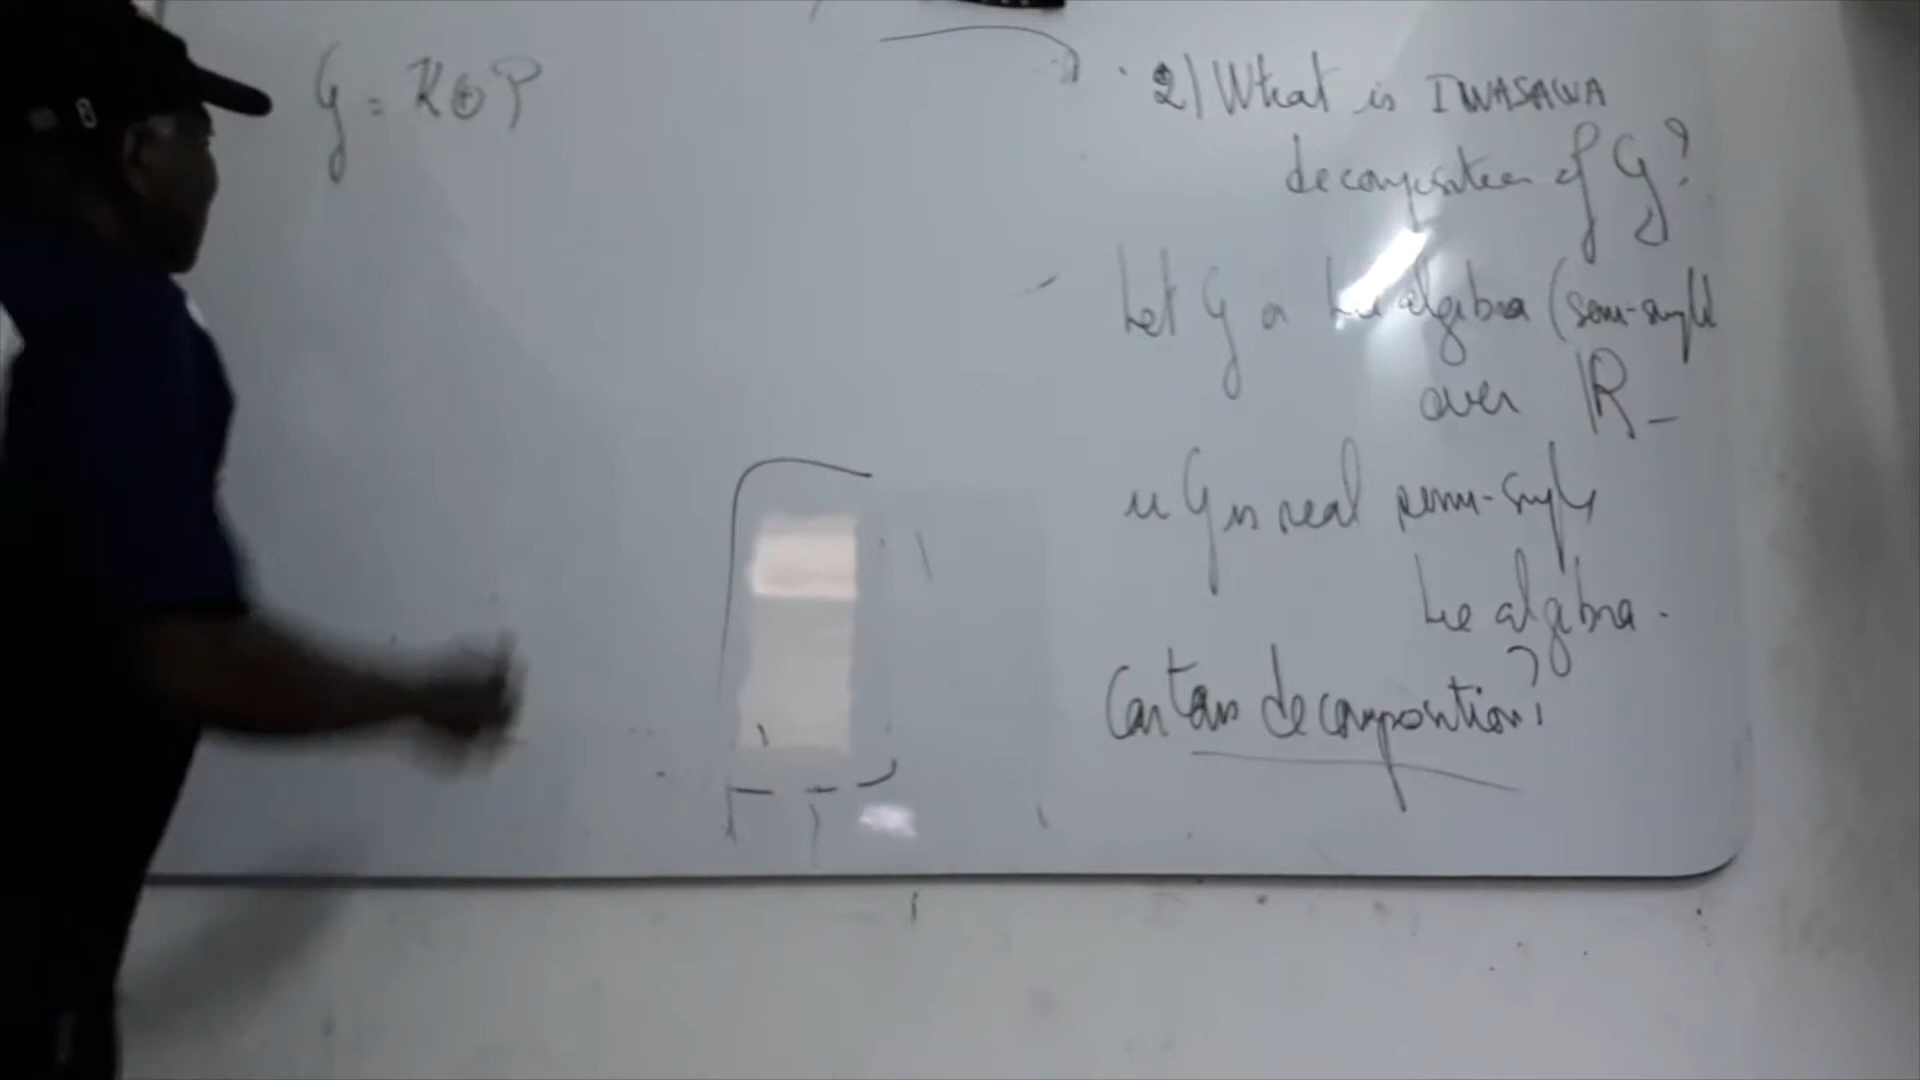 G = K ⊕ P
2) What is IWASAWA
decomposition of G?
Let G a Lie algebra (semi-simple
over ℝ
G is real semi-simple
Lie algebra.
Cartan decomposition?